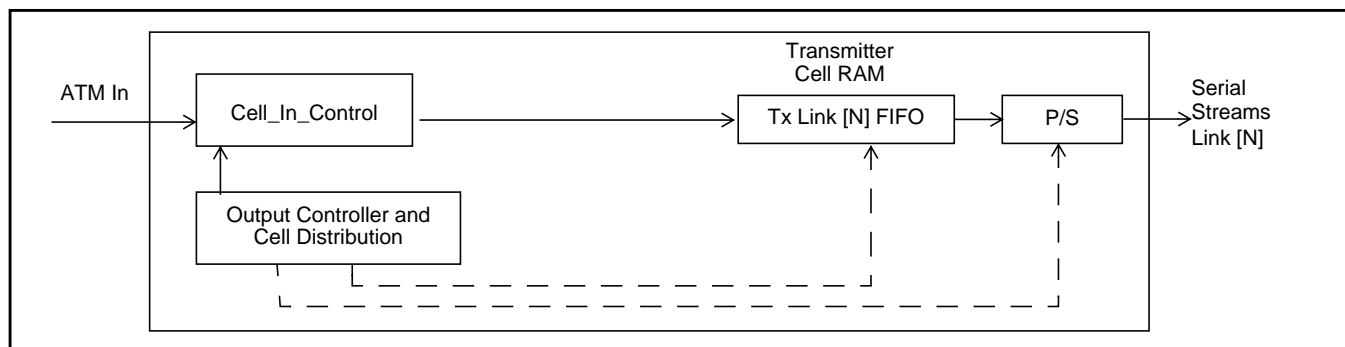 Transmitter
Cell RAM
ATM In
Cell_In_Control
Tx Link [N] FIFO
P/S
Serial
Streams
Link [N]
Output Controller and
Cell Distribution